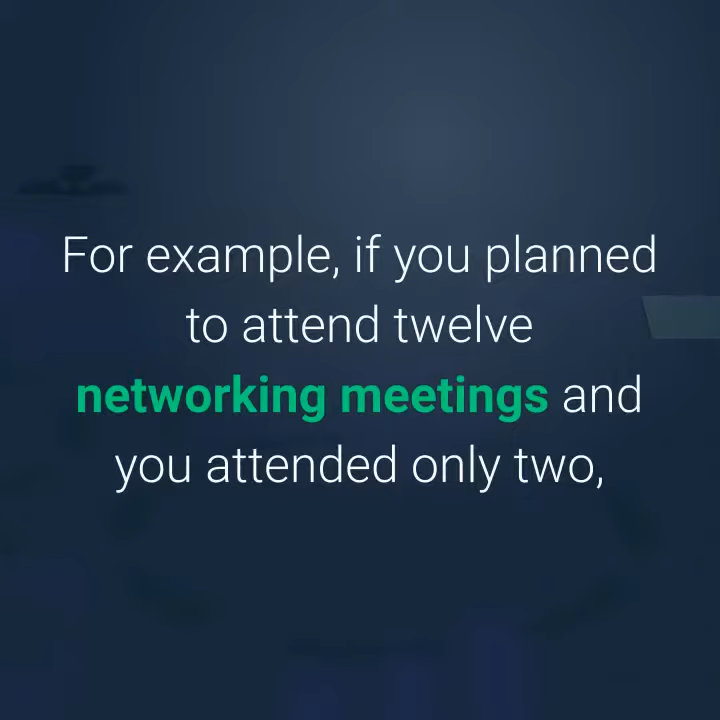 For example, if you planned
to attend twelve
networking meetings and
you attended only two,